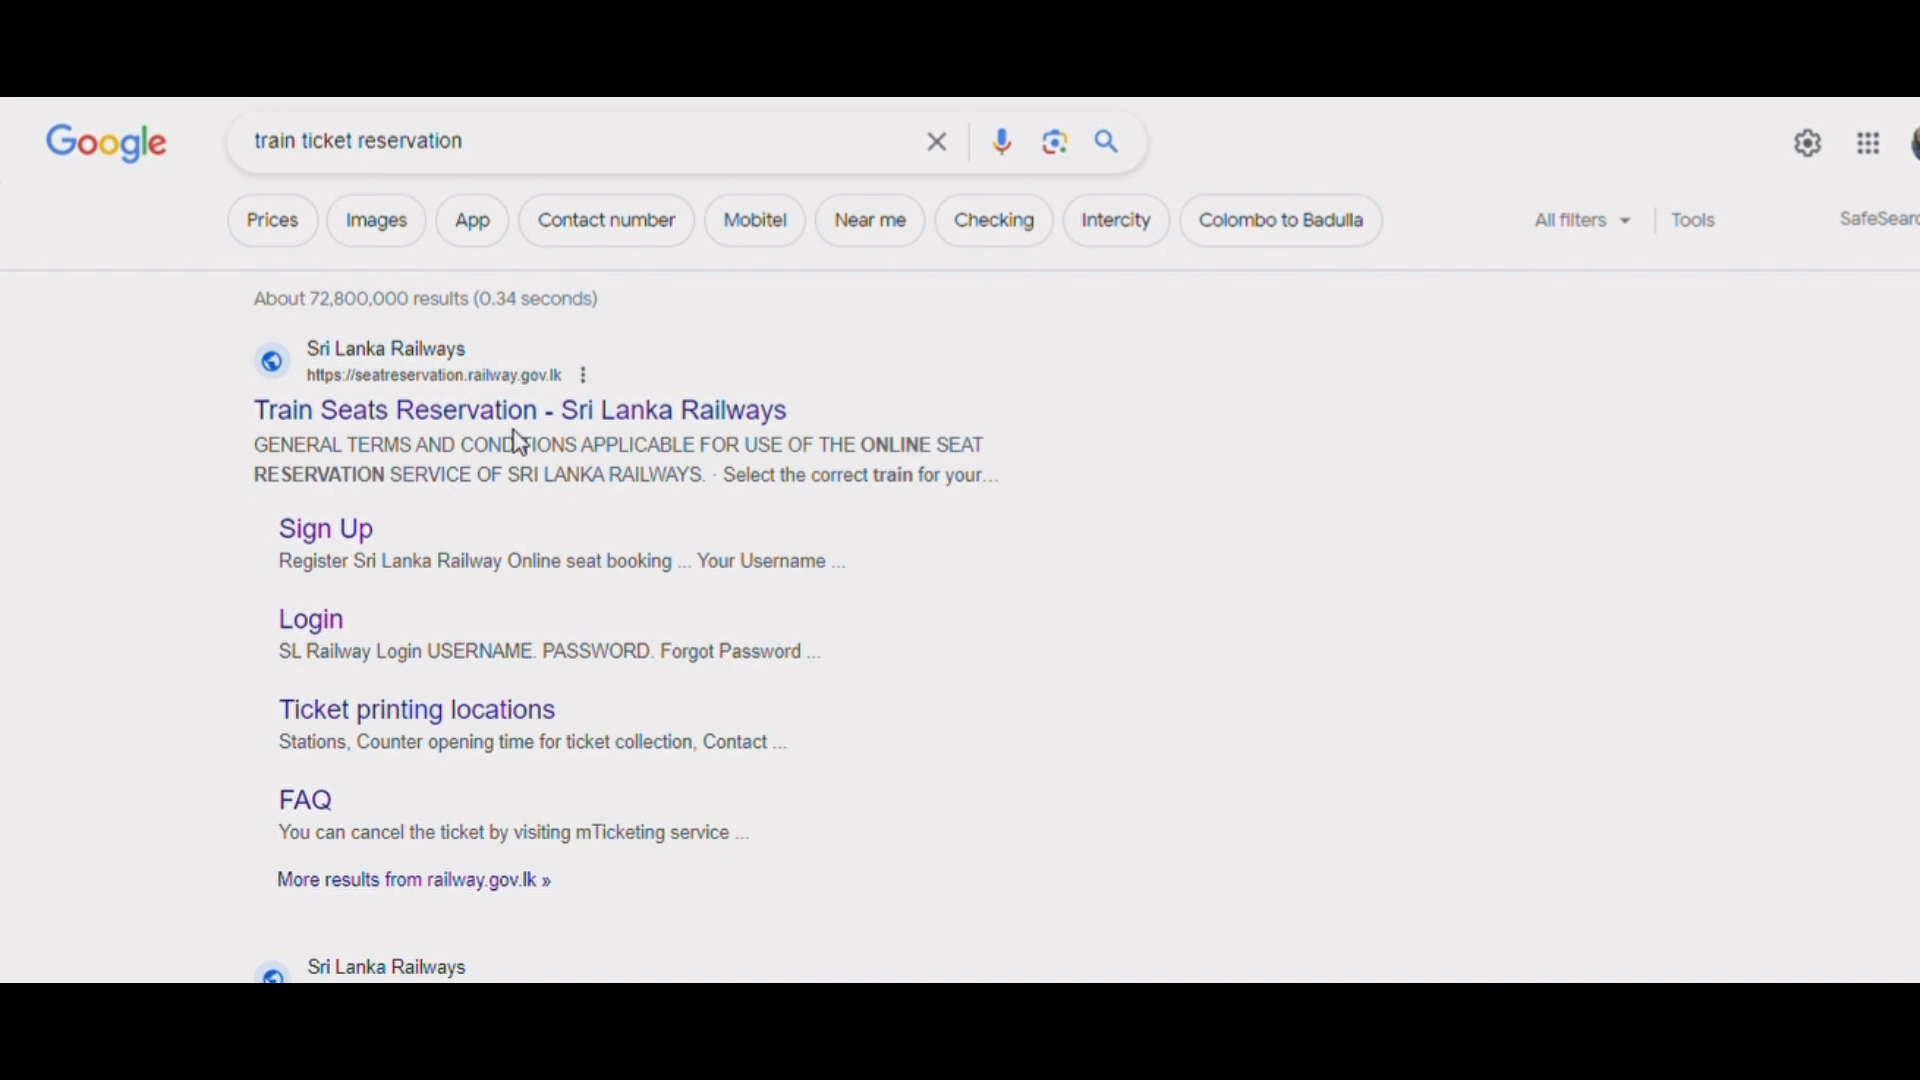 Google
train ticket reservation
Prices
Images
App
Contact number
Mobitel
Near me
Checking
Intercity
Colombo to Badulla
All filters
Tools
SafeSearc
About 72,800,000 results (0.34 seconds)
Sri Lanka Railways
https://seatreservation.railway.gov.lk
Train Seats Reservation - Sri Lanka Railways
GENERAL TERMS AND CONDITIONS APPLICABLE FOR USE OF THE ONLINE SEAT
RESERVATION SERVICE OF SRI LANKA RAILWAYS. · Select the correct train for your...
Sign Up
Register Sri Lanka Railway Online seat booking ... Your Username ...
Login
SL Railway Login USERNAME. PASSWORD. Forgot Password ...
Ticket printing locations
Stations, Counter opening time for ticket collection, Contact ...
FAQ
You can cancel the ticket by visiting mTicketing service ...
More results from railway.gov.lk »
Sri Lanka Railways